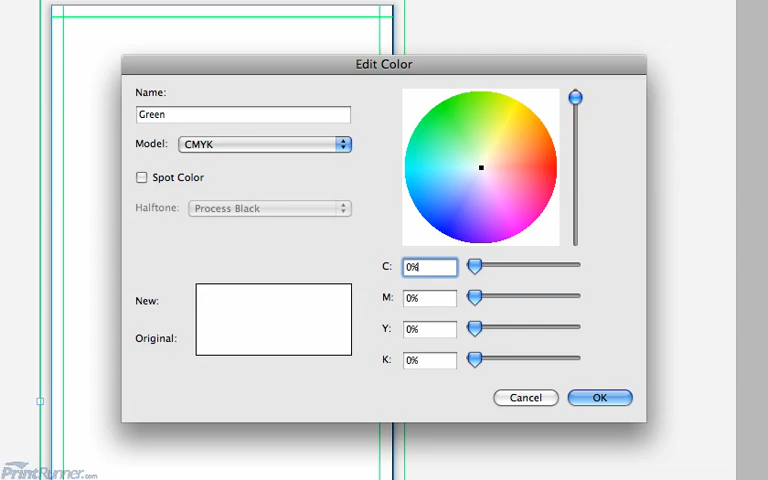 Edit Color
Name:
Green
Model: CMYK
Spot Color
Halftone: Process Black
C: 0%
M: 0%
Y: 0%
K: 0%
New:
Original:
Cancel OK
PrintRunner.com